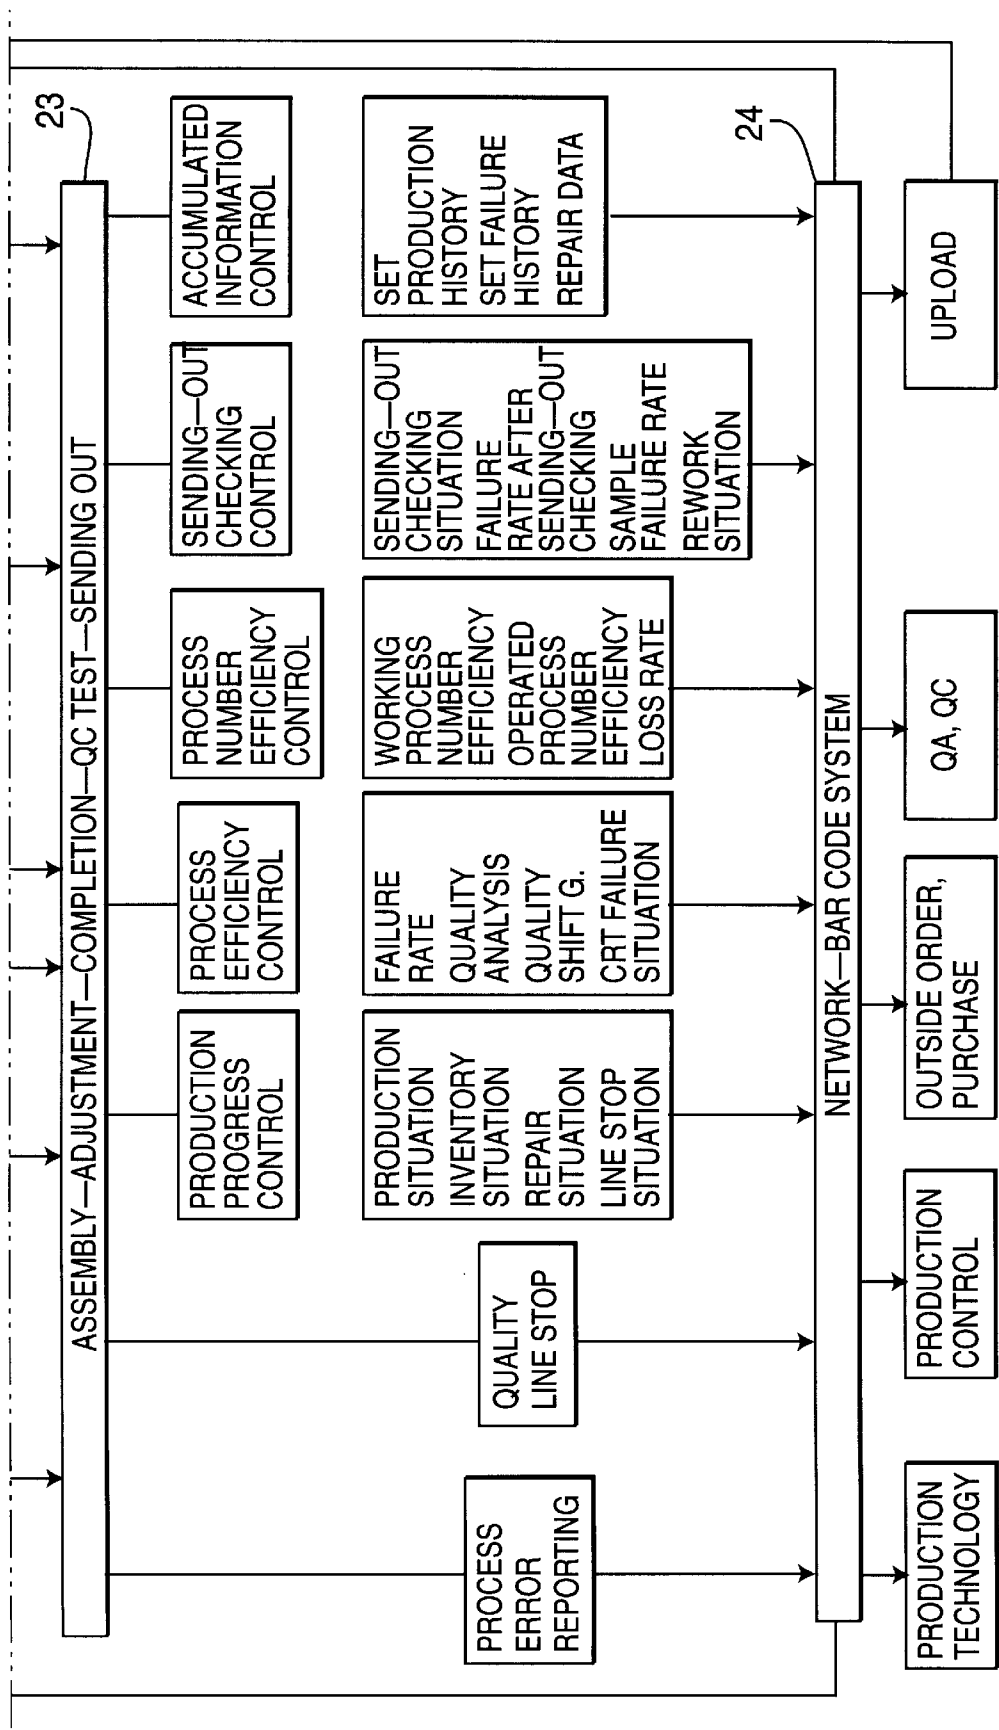 23
ASSEMBLY—ADJUSTMENT—COMPLETION—QC TEST—SENDING OUT
PRODUCTION
PROGRESS
CONTROL
PROCESS
EFFICIENCY
CONTROL
PROCESS
NUMBER
EFFICIENCY
CONTROL
SENDING—OUT
CHECKING
CONTROL
ACCUMULATED
INFORMATION
CONTROL
PROCESS
ERROR
REPORTING
QUALITY
LINE STOP
PRODUCTION
SITUATION
INVENTORY
SITUATION
REPAIR
SITUATION
LINE STOP
SITUATION
FAILURE
RATE
QUALITY
ANALYSIS
QUALITY
SHIFT G.
CRT FAILURE
SITUATION
WORKING
PROCESS
NUMBER
EFFICIENCY
OPERATED
PROCESS
NUMBER
EFFICIENCY
LOSS RATE
SENDING—OUT
CHECKING
SITUATION
FAILURE
RATE AFTER
SENDING—OUT
CHECKING
SAMPLE
FAILURE RATE
REWORK
SITUATION
SET
PRODUCTION
HISTORY
SET FAILURE
HISTORY
REPAIR DATA
24
NETWORK—BAR CODE SYSTEM
PRODUCTION
TECHNOLOGY
PRODUCTION
CONTROL
OUTSIDE ORDER,
PURCHASE
QA, QC
UPLOAD